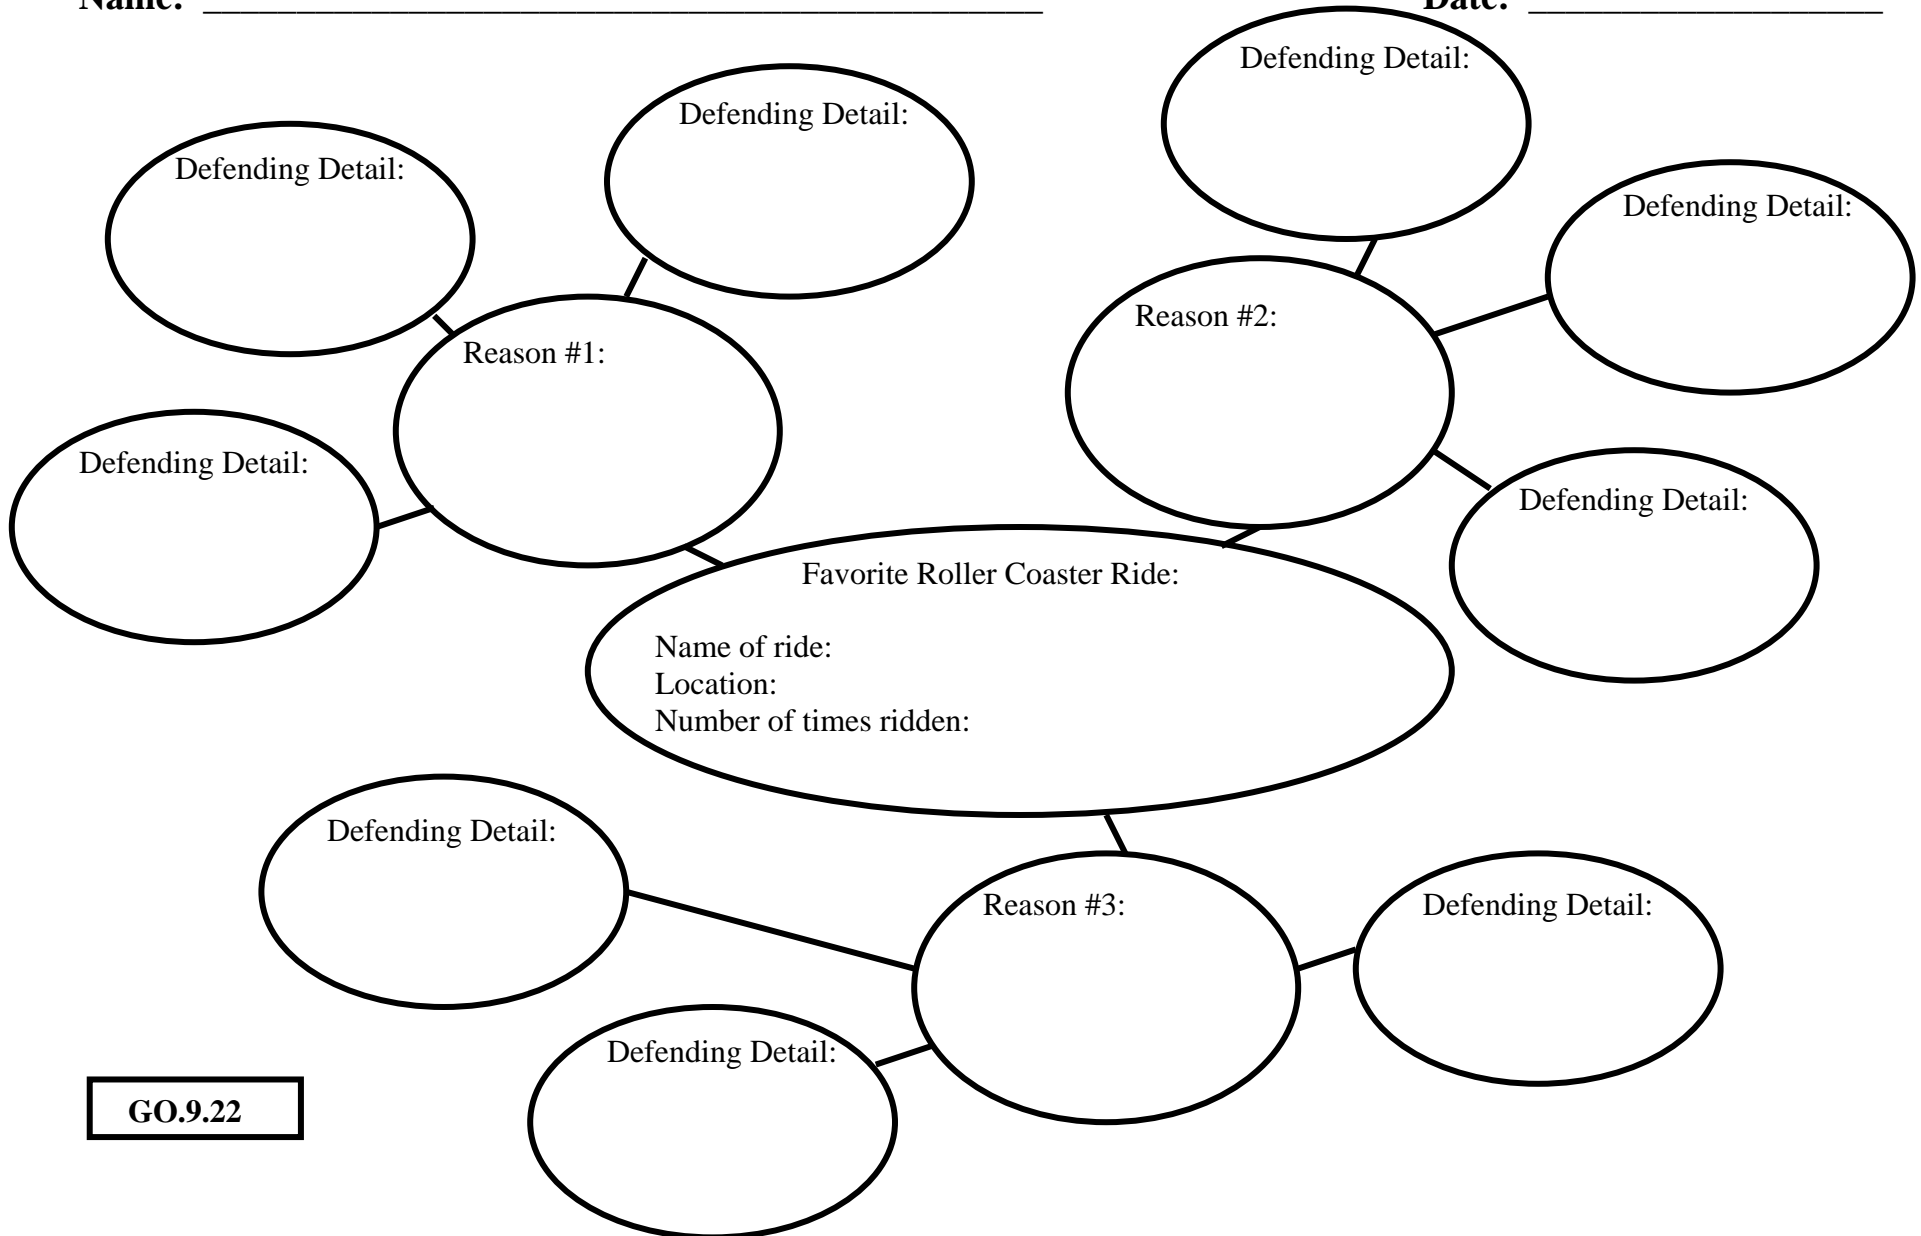 Name: ______________________________________________
Date: ___________________
Defending Detail:
Defending Detail:
Defending Detail:
Defending Detail:
Reason #2:
Reason #1:
Defending Detail:
Defending Detail:
Favorite Roller Coaster Ride:
Name of ride:
Location:
Number of times ridden:
Defending Detail:
Reason #3:
Defending Detail:
Defending Detail:
GO.9.22